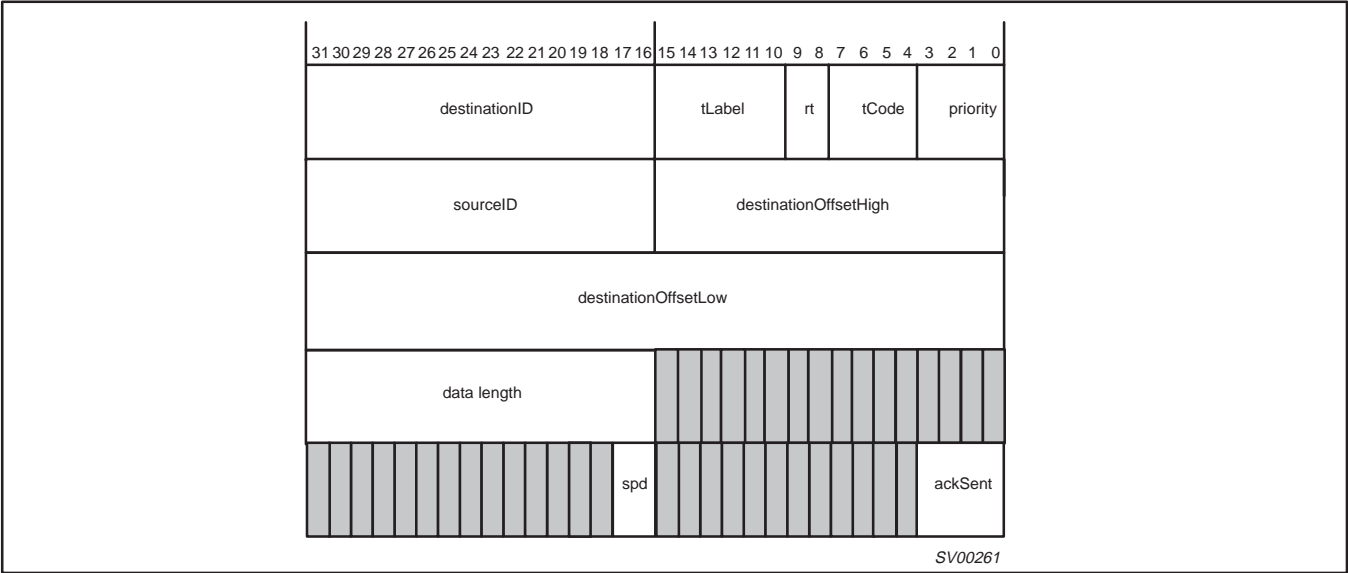 31 30 29 28 27 26 25 24 23 22 21 20 19 18 17 16 15 14 13 12 11 10 9 8 7 6 5 4 3 2 1 0
destinationID tLabel rt tCode priority
sourceID destinationOffsetHigh
destinationOffsetLow
data length
spd ackSent
SV00261